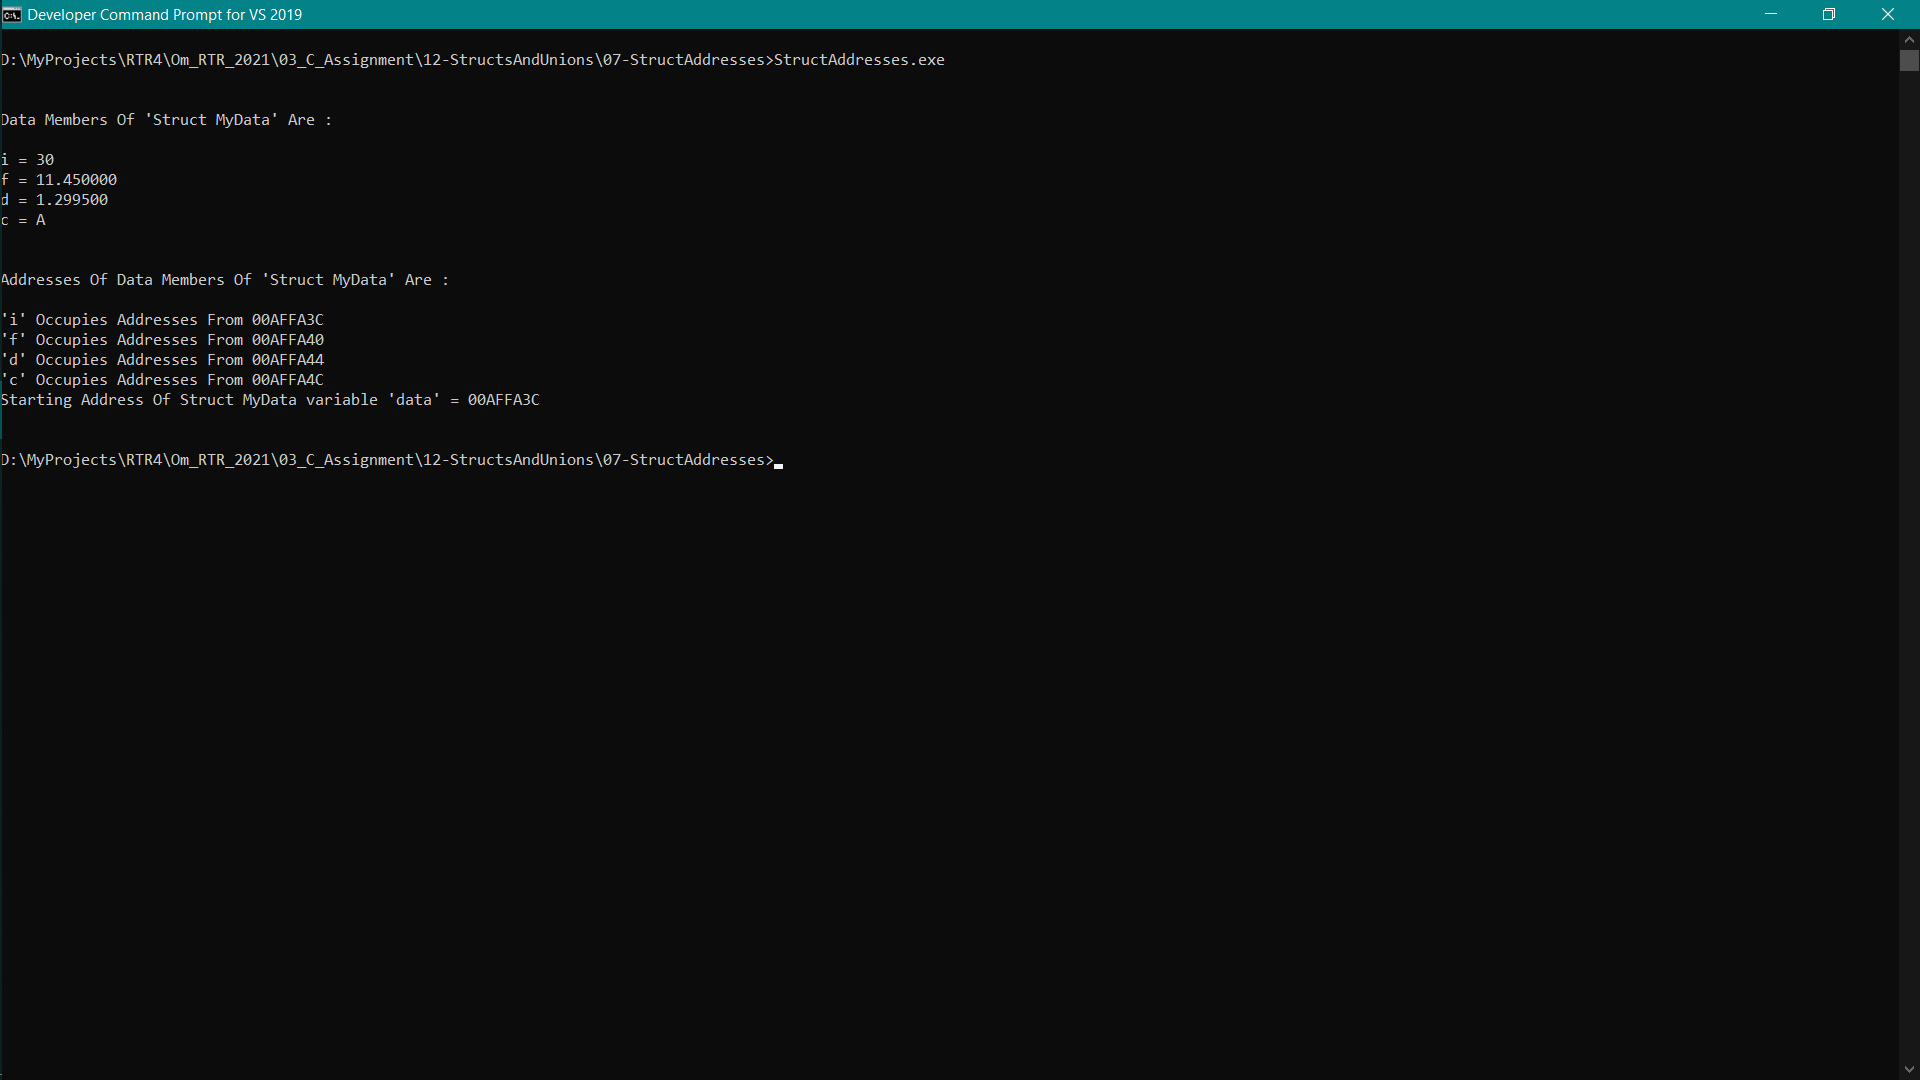 Developer Command Prompt for VS 2019
D:\MyProjects\RTR4\Om_RTR_2021\03_C_Assignment\12-StructsAndUnions\07-StructAddresses>StructAddresses.exe
Data Members Of 'Struct MyData' Are :
i = 30
f = 11.450000
d = 1.299500
c = A
Addresses Of Data Members Of 'Struct MyData' Are :
'i' Occupies Addresses From 00AFFA3C
'f' Occupies Addresses From 00AFFA40
'd' Occupies Addresses From 00AFFA44
'c' Occupies Addresses From 00AFFA4C
Starting Address Of Struct MyData variable 'data' = 00AFFA3C
D:\MyProjects\RTR4\Om_RTR_2021\03_C_Assignment\12-StructsAndUnions\07-StructAddresses>